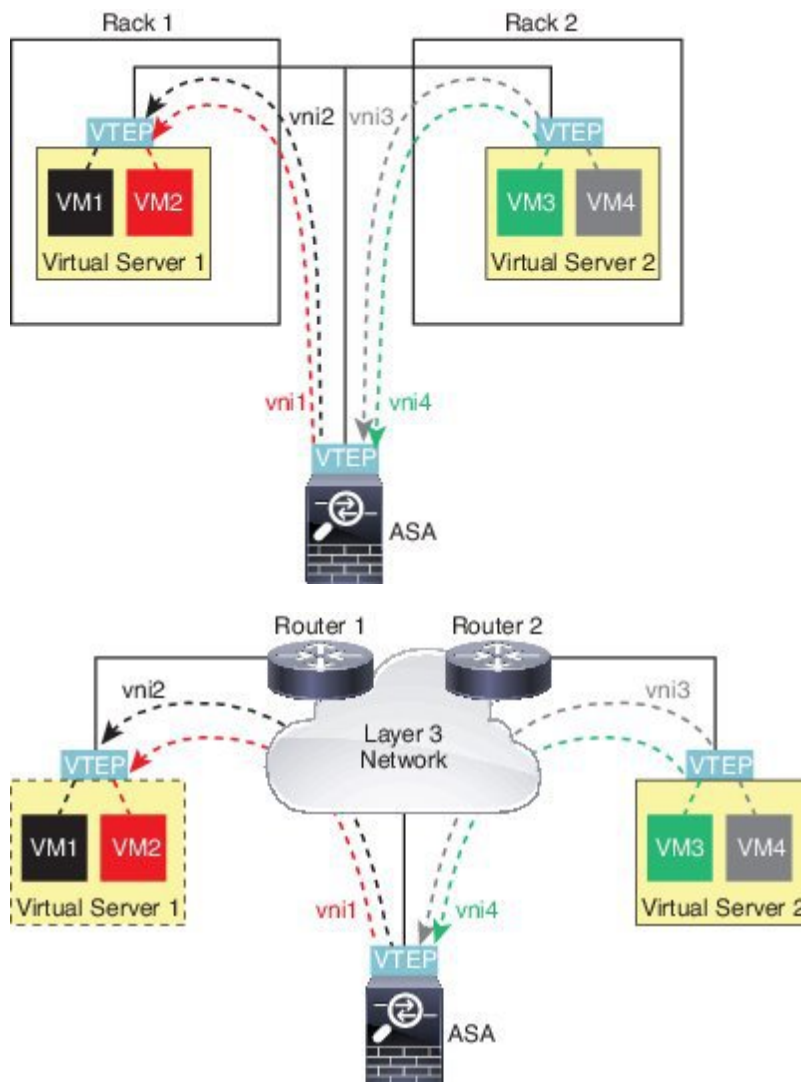 Rack 1
Rack 2
vni2
vni3
VTEP
VTEP
VM1
VM2
VM3
VM4
Virtual Server 1
Virtual Server 2
vni1
vni4
VTEP
ASA
Router 1
Router 2
vni2
vni3
Layer 3
Network
VTEP
VTEP
VM1
VM2
VM3
VM4
Virtual Server 1
Virtual Server 2
vni1
vni4
VTEP
ASA